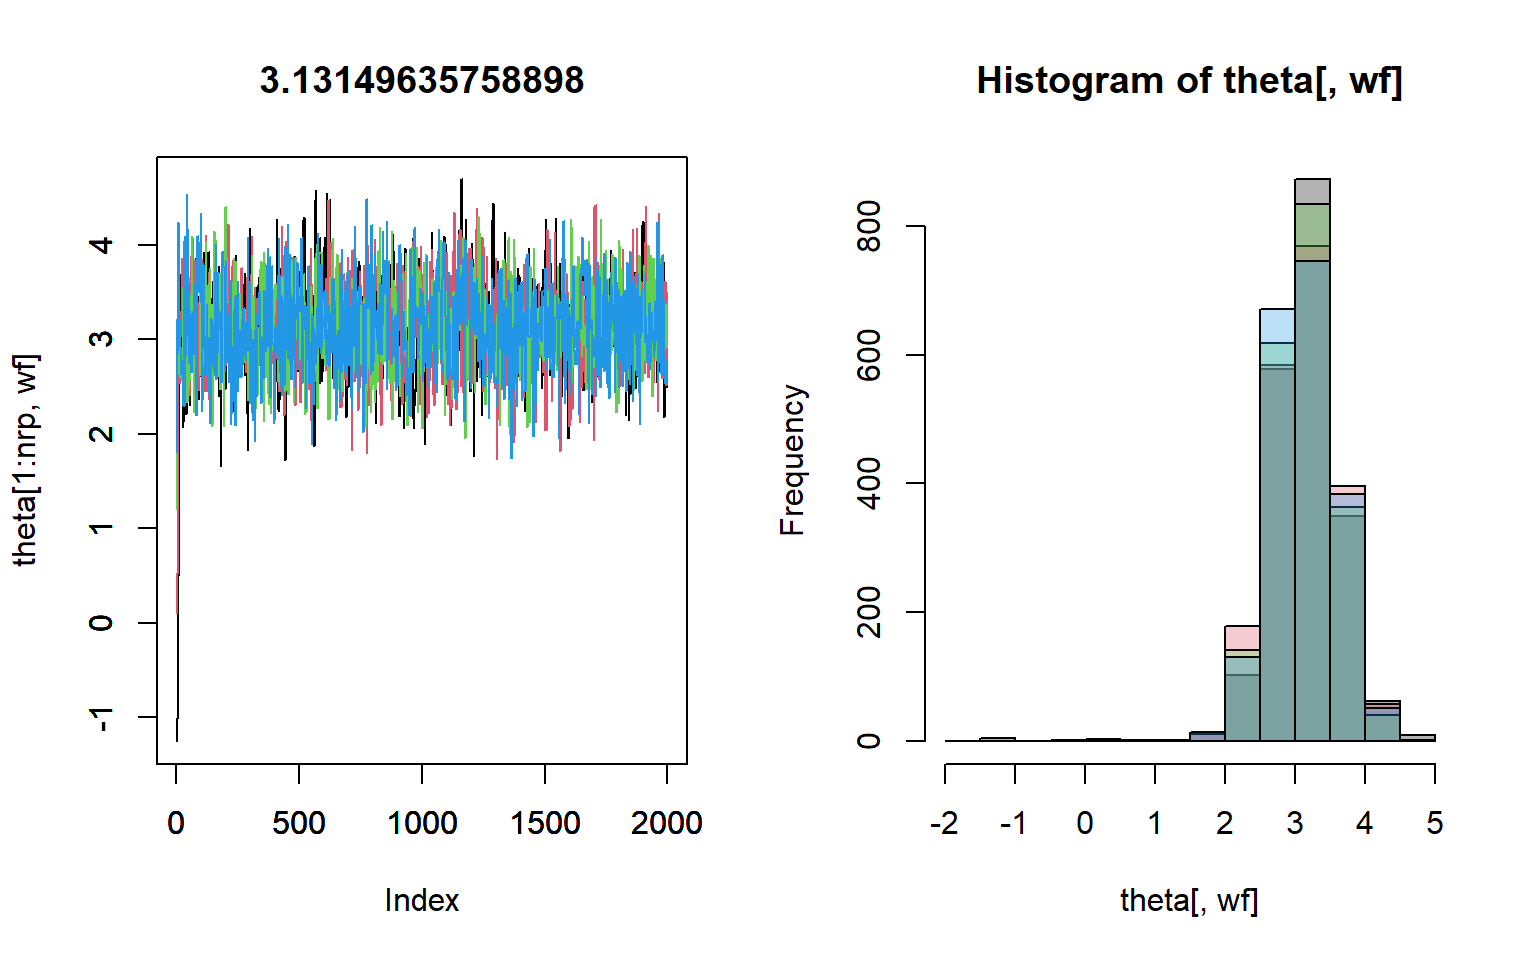 3.13149635758898
theta[1:nrp, wf]
4
3
2
1
0
-1
0 500 1000 1500 2000
Index
Histogram of theta[, wf]
Frequency
800
600
400
200
0
-2 -1 0 1 2 3 4 5
theta[, wf]